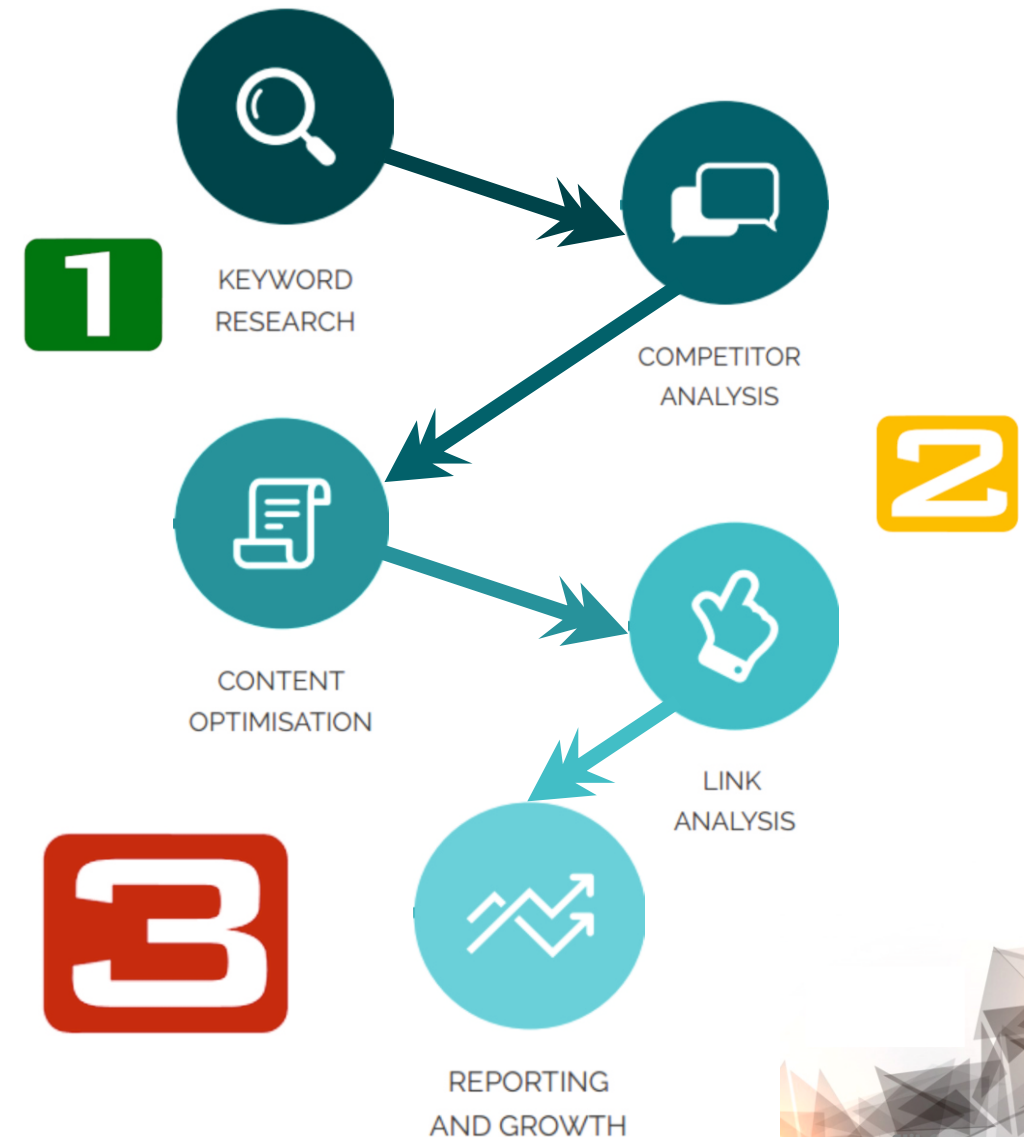 1
KEYWORD
RESEARCH
COMPETITOR
ANALYSIS
2
CONTENT
OPTIMISATION
LINK
ANALYSIS
3
REPORTING
AND GROWTH